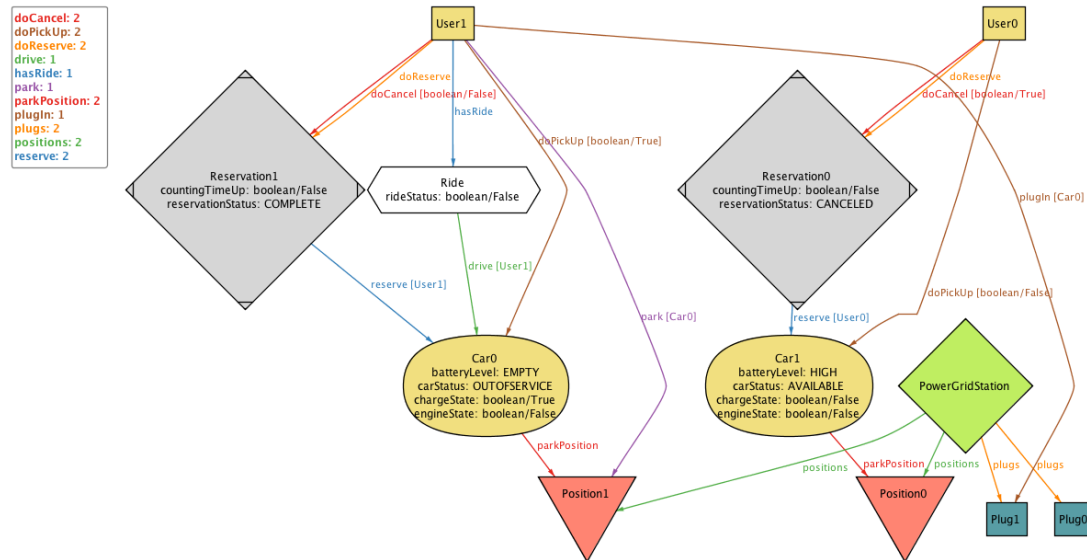 doCancel: 2
doPickUp: 2
doReserve: 2
drive: 1
hasRide: 1
park: 1
parkPosition: 2
plugIn: 1
plugs: 2
positions: 2
reserve: 2
User1
User0
doReserve
doCancel [boolean/False]
hasRide
doReserve
doCancel [boolean/True]
doPickUp [boolean/True]
Reservation1
countingTimeUp: boolean/False
reservationStatus: COMPLETE
Ride
rideStatus: boolean/False
Reservation0
countingTimeUp: boolean/False
reservationStatus: CANCELED
plugIn [Car0]
drive [User1]
reserve [User1]
doPickUp [boolean/False]
park [Car0]
reserve [User0]
Car0
batteryLevel: EMPTY
carStatus: OUTOFSERVICE
chargeState: boolean/True
engineState: boolean/False
Car1
batteryLevel: HIGH
carStatus: AVAILABLE
chargeState: boolean/False
engineState: boolean/False
PowerGridStation
parkPosition
positions
parkPosition
positions
plugs
plugs
Position1
Position0
Plug1
Plug0